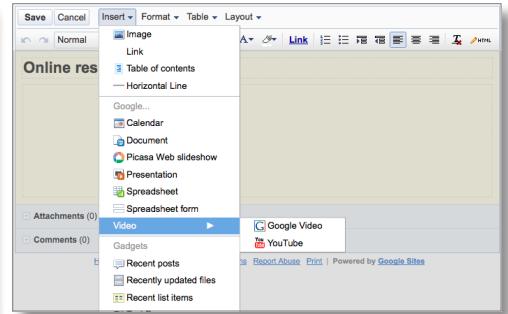 Save Cancel Insert Format Table Layout
Normal A Link HTML
Image
Link
Online res
Table of contents
Horizontal Line
Google...
Calendar
Document
Picasa Web slideshow
Presentation
Spreadsheet
Spreadsheet form
Attachments (0)
Video Google Video
Comments (0) YouTube
Gadgets
Recent posts Report Abuse Print | Powered by Google Sites
Recently updated files
Recent list items